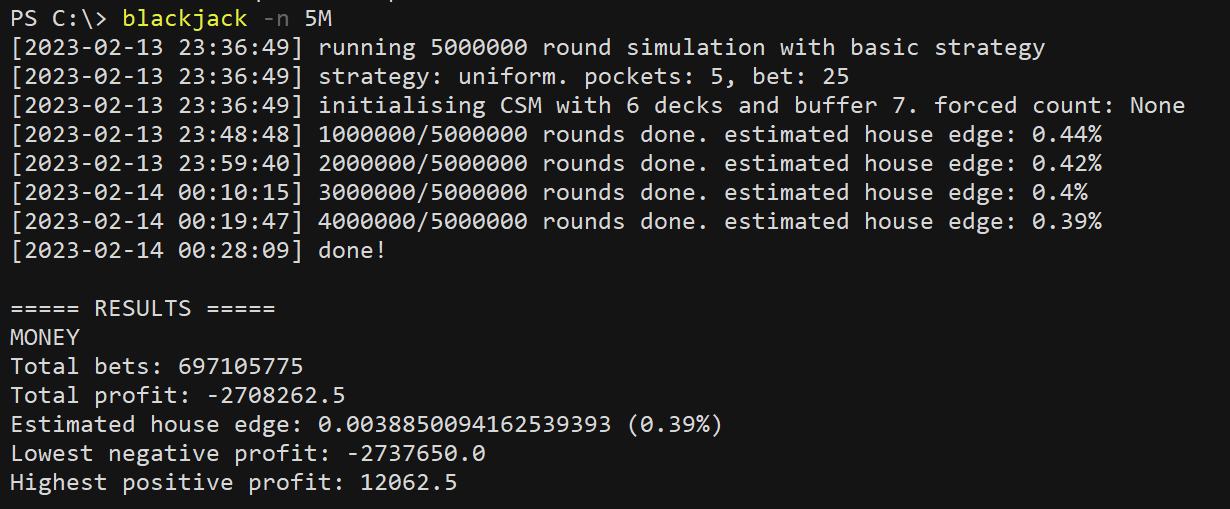 PS C:\> blackjack -n 5M
[2023-02-13 23:36:49] running 5000000 round simulation with basic strategy
[2023-02-13 23:36:49] strategy: uniform. pockets: 5, bet: 25
[2023-02-13 23:36:49] initialising CSM with 6 decks and buffer 7. forced count: None
[2023-02-13 23:48:48] 1000000/5000000 rounds done. estimated house edge: 0.44%
[2023-02-13 23:59:40] 2000000/5000000 rounds done. estimated house edge: 0.42%
[2023-02-14 00:10:15] 3000000/5000000 rounds done. estimated house edge: 0.4%
[2023-02-14 00:19:47] 4000000/5000000 rounds done. estimated house edge: 0.39%
[2023-02-14 00:28:09] done!
===== RESULTS =====
MONEY
Total bets: 697105775
Total profit: -2708262.5
Estimated house edge: 0.0038850094162539393 (0.39%)
Lowest negative profit: -2737650.0
Highest positive profit: 12062.5